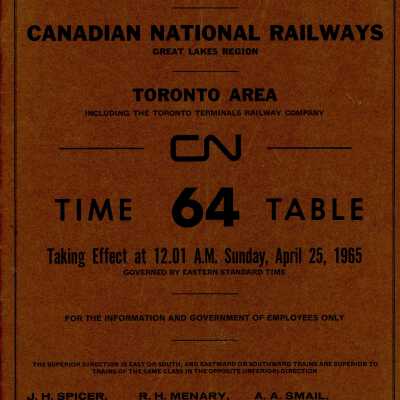 CANADIAN NATIONAL RAILWAYS
GREAT LAKES REGION
TORONTO AREA
INCLUDING THE TORONTO TERMINALS RAILWAY COMPANY
CN
TIME 64 TABLE
Taking Effect at 12.01 A.M. Sunday, April 25, 1965
GOVERNED BY EASTERN STANDARD TIME
FOR THE INFORMATION AND GOVERNMENT OF EMPLOYEES ONLY
THE SUPERIOR DIRECTION IS EAST OR SOUTH, AND EASTWARD OR SOUTHWARD TRAINS ARE SUPERIOR TO
TRAINS OF THE SAME CLASS IN THE OPPOSITE (INFERIOR) DIRECTION
J. H. SPICER, R. H. MENARY, A. A. SMAIL,